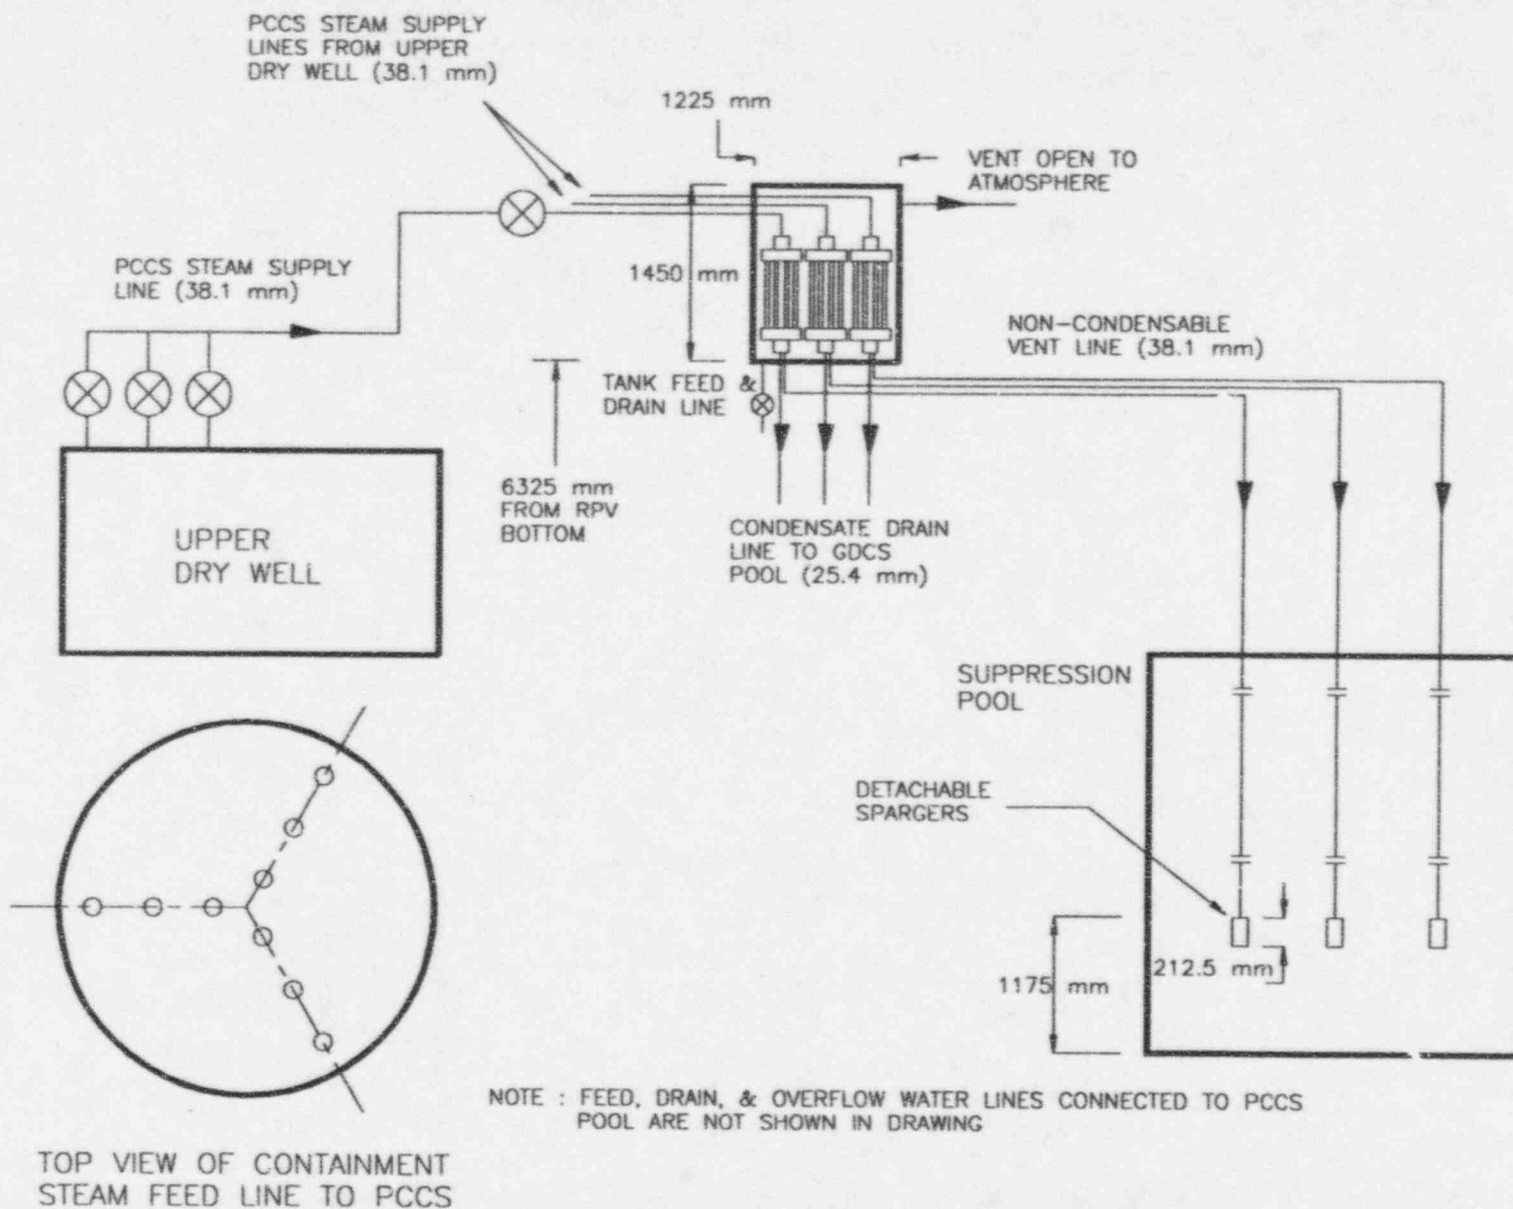 PCCS STEAM SUPPLY
LINES FROM UPPER
DRY WELL (38.1 mm)
1225 mm
VENT OPEN TO
ATMOSPHERE
PCCS STEAM SUPPLY
LINE (38.1 mm)
1450 mm
NON-CONDENSABLE
VENT LINE (38.1 mm)
TANK FEED &
DRAIN LINE
6325 mm
FROM RPV
BOTTOM
CONDENSATE DRAIN
LINE TO GDCS
POOL (25.4 mm)
UPPER
DRY WELL
SUPPRESSION
POOL
DETACHABLE
SPARGERS
212.5 mm
1175 mm
NOTE : FEED, DRAIN, & OVERFLOW WATER LINES CONNECTED TO PCCS
POOL ARE NOT SHOWN IN DRAWING
TOP VIEW OF CONTAINMENT
STEAM FEED LINE TO PCCS